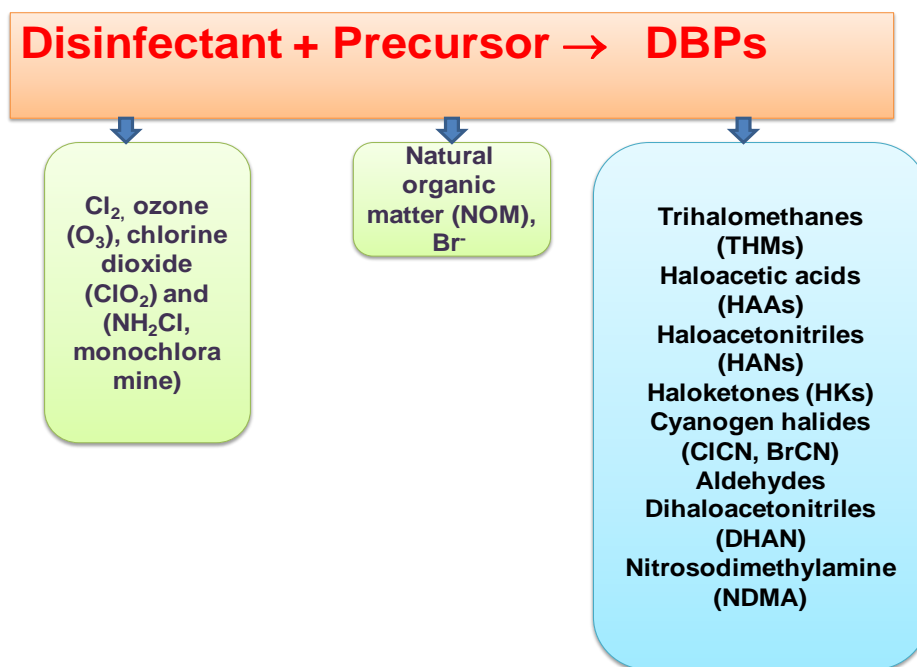 Disinfectant + Precursor → DBPs
Cl₂, ozone
(O₃), chlorine
dioxide
(ClO₂) and
(NH₂Cl,
monochlora
mine)
Natural
organic
matter (NOM),
Br⁻
Trihalomethanes
(THMs)
Haloacetic acids
(HAAs)
Haloacetonitriles
(HANs)
Haloketones (HKs)
Cyanogen halides
(ClCN, BrCN)
Aldehydes
Dihaloacetonitriles
(DHAN)
Nitrosodimethylamine
(NDMA)